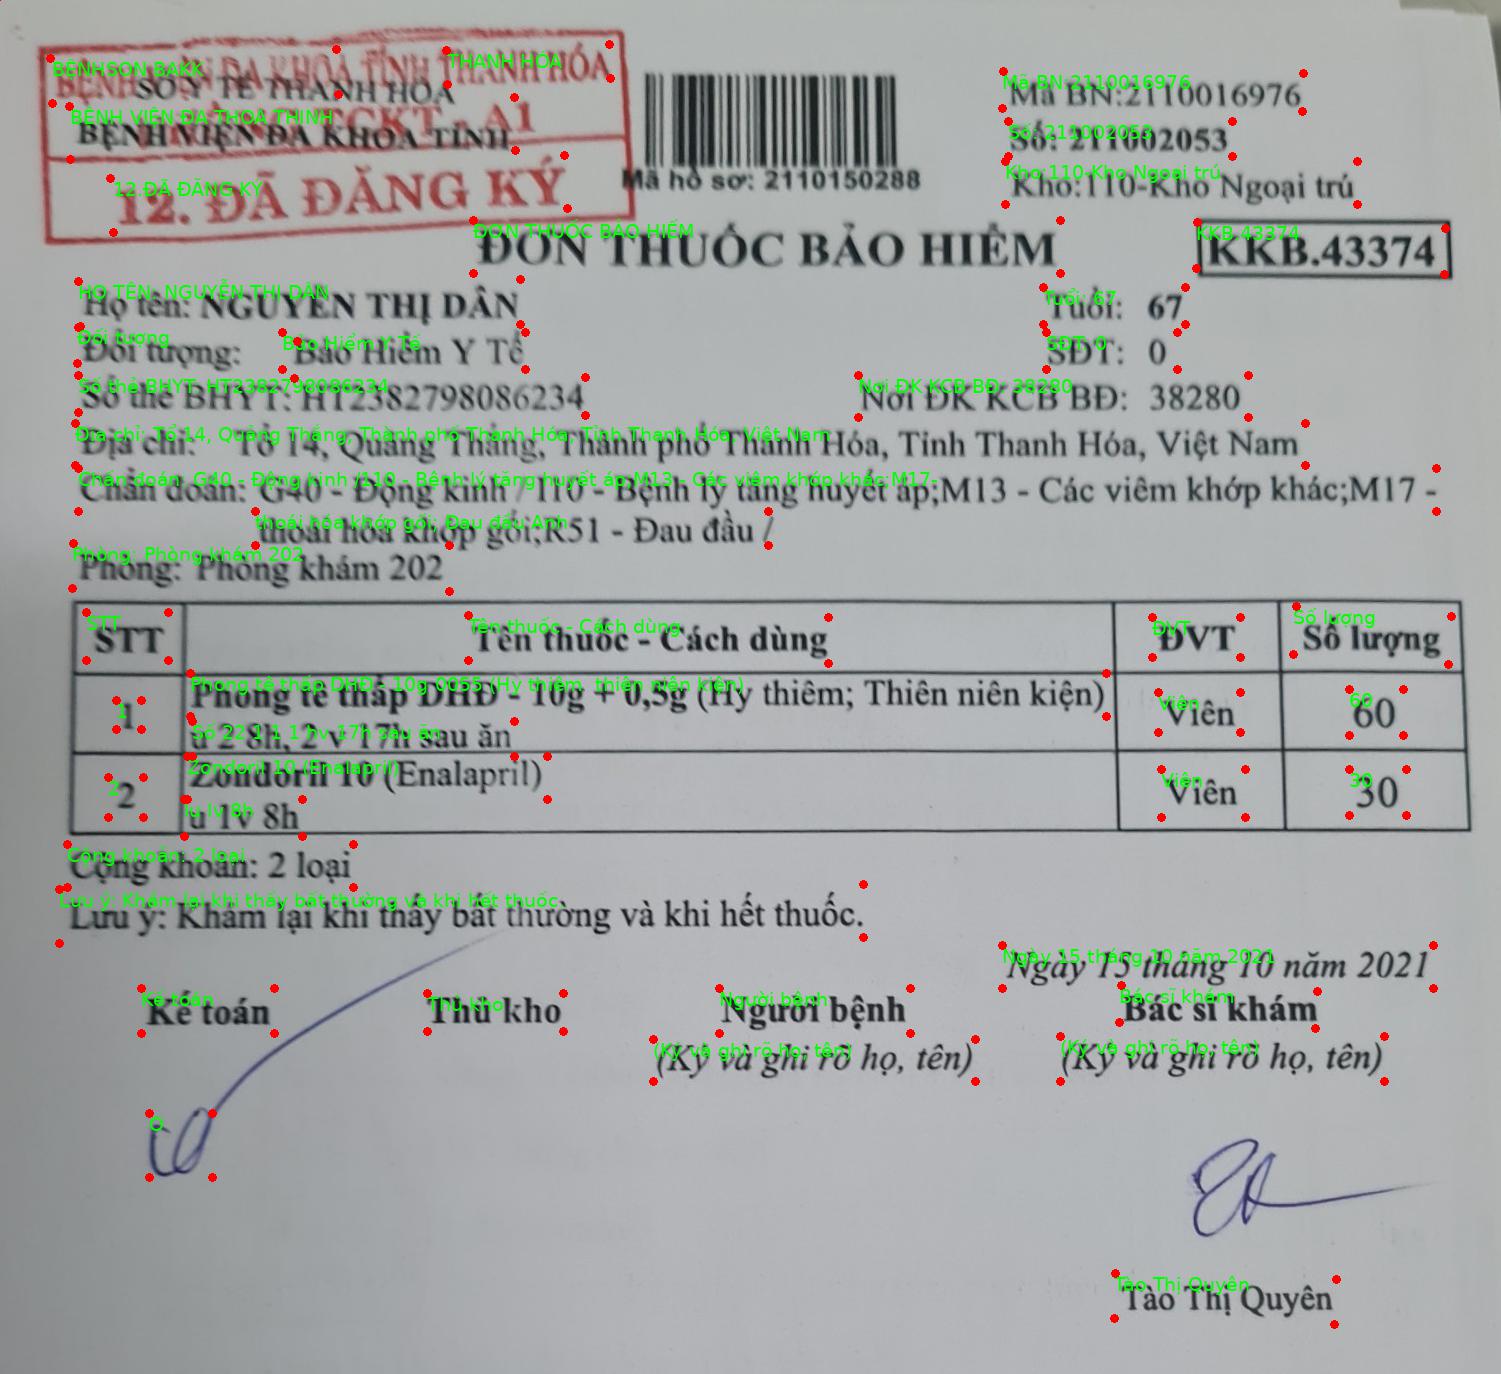 SỞ Y TẾ THANH HÓA
BỆNH VIỆN ĐA KHOA TỈNH
BỆNH VIỆN ĐA KHOA TỈNH THANH HÓA
A1
12. ĐÃ ĐĂNG KÝ
Mã hồ sơ: 2110150288
Mã BN:2110016976
Số: 211002053
Kho:110-Kho Ngoại trú
ĐƠN THUỐC BẢO HIỂM
KKB.43374
Họ tên: NGUYỄN THỊ DÂN Tuổi: 67
Đối tượng: Bảo Hiểm Y Tế SĐT: 0
Số thẻ BHYT: HT2382798086234 Nơi ĐK KCB BĐ: 38280
Địa chỉ: Tổ 14, Quảng Thắng, Thành phố Thanh Hóa, Tỉnh Thanh Hóa, Việt Nam
Chẩn đoán: G40 - Động kinh / I10 - Bệnh lý tăng huyết áp;M13 - Các viêm khớp khác;M17 -
thoái hóa khớp gối;R51 - Đau đầu /
Phòng: Phòng khám 202
STT Tên thuốc - Cách dùng ĐVT Số lượng
1 Phong tê thấp DHĐ - 10g + 0,5g (Hy thiêm; Thiên niên kiện) Viên 60
u 2 8h, 2 v 17h sau ăn
2 Zondoril 10 (Enalapril) Viên 30
u 1v 8h
Cộng khoản: 2 loại
Lưu ý: Khám lại khi thấy bất thường và khi hết thuốc.
Ngày 15 tháng 10 năm 2021
Kế toán Thủ kho Người bệnh Bác sĩ khám
(Ký và ghi rõ họ, tên) (Ký và ghi rõ họ, tên)
Tào Thị Quyên